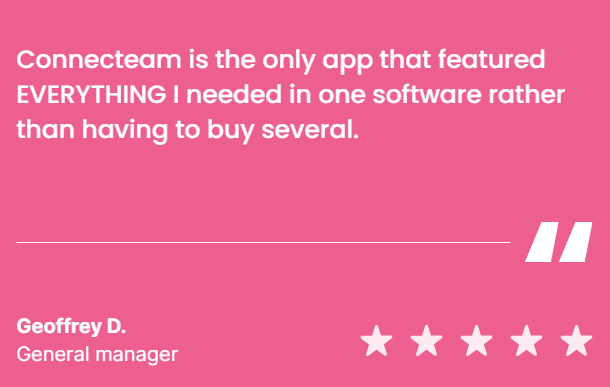 Connecteam is the only app that featured
EVERYTHING I needed in one software rather
than having to buy several.
Geoffrey D.
General manager